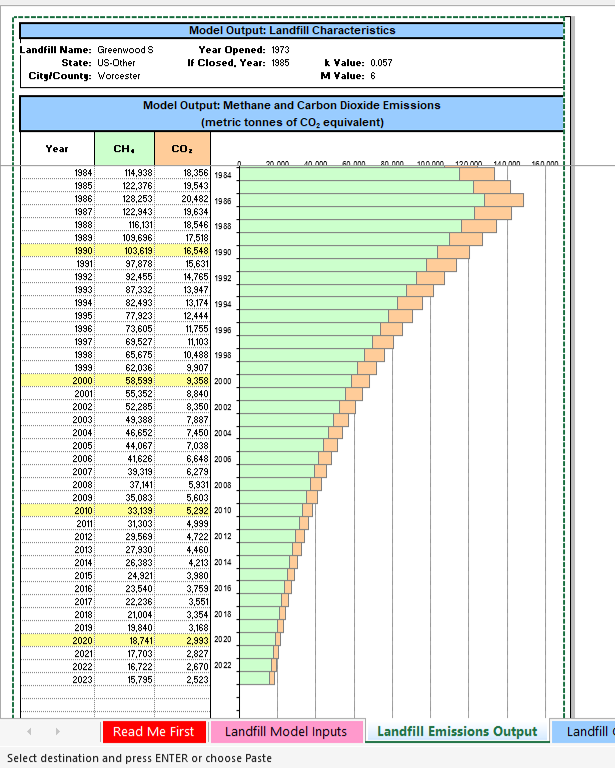 Model Output: Landfill Characteristics
Landfill Name: Greenwood S Year Opened: 1973
State: US-Other If Closed, Year: 1985 k Value: 0.057
City/County: Worcester M Value: 6
Model Output: Methane and Carbon Dioxide Emissions
(metric tonnes of CO₂ equivalent)
Year CH₄ CO₂
0 20,000 40,000 60,000 80,000 100,000 120,000 140,000 160,000
1984 114,938 18,356 1984
1985 122,376 19,543
1986 128,253 20,482 1986
1987 122,943 19,634
1988 116,131 18,546 1988
1989 109,696 17,518
1990 103,619 16,548 1990
1991 97,878 15,631
1992 92,455 14,765 1992
1993 87,332 13,947
1994 82,493 13,174 1994
1995 77,923 12,444
1996 73,605 11,755 1996
1997 69,527 11,103
1998 65,675 10,488 1998
1999 62,036 9,907
2000 58,599 9,358 2000
2001 55,352 8,840
2002 52,285 8,350 2002
2003 49,388 7,887
2004 46,652 7,450 2004
2005 44,067 7,038
2006 41,626 6,648 2006
2007 39,319 6,279
2008 37,141 5,931 2008
2009 35,083 5,603
2010 33,139 5,292 2010
2011 31,303 4,999
2012 29,569 4,722 2012
2013 27,930 4,460
2014 26,383 4,213 2014
2015 24,921 3,980
2016 23,540 3,759 2016
2017 22,236 3,551
2018 21,004 3,354 2018
2019 19,840 3,168
2020 18,741 2,993 2020
2021 17,703 2,827
2022 16,722 2,670 2022
2023 15,795 2,523
Read Me First Landfill Model Inputs Landfill Emissions Output Landfill
Select destination and press ENTER or choose Paste